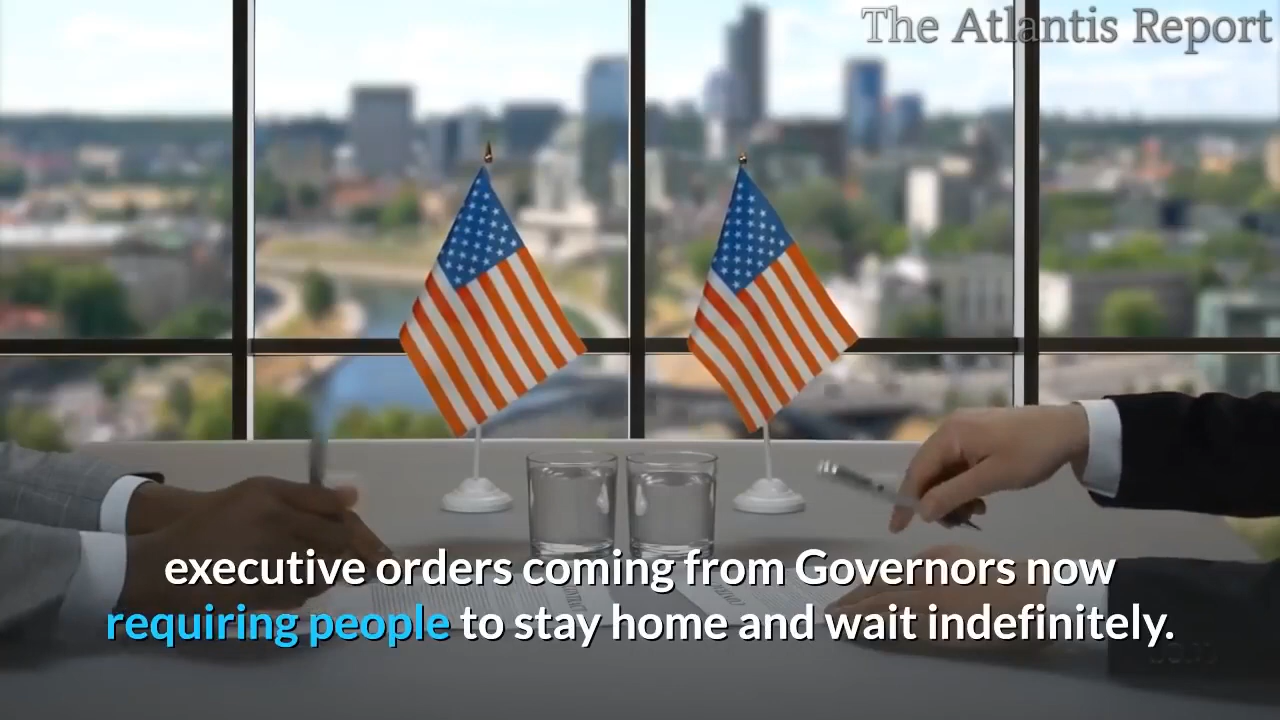 The Atlantis Report
executive orders coming from Governors now
requiring people to stay home and wait indefinitely.